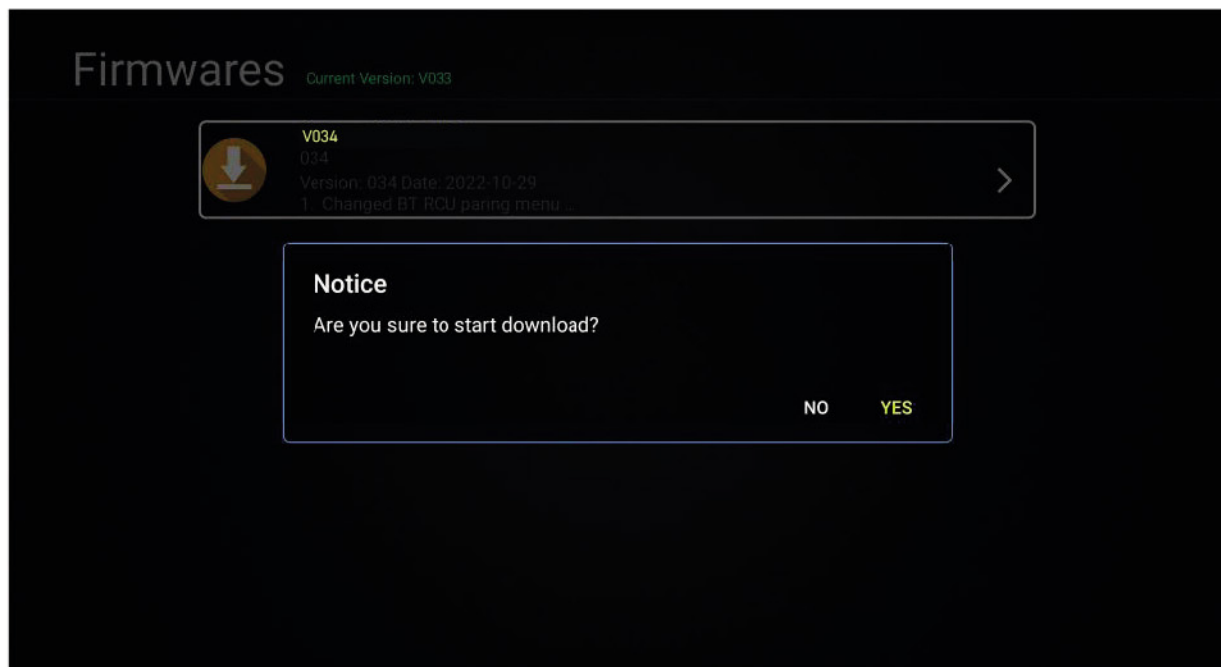 Firmwares
Current Version: V033
V034
034
Version: 034 Date: 2022-10-29
1. Changed BT RCU paring menu ...
Notice
Are you sure to start download?
NO
YES